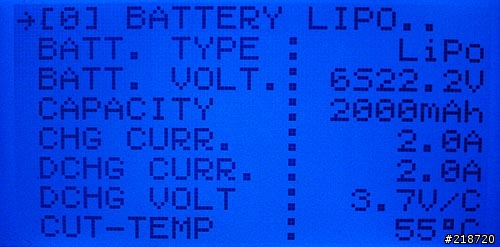 →[0] BATTERY LIPO..
BATT. TYPE : LiPo
BATT. VOLT.: 6S22.2V
CAPACITY : 2000mAh
CHG CURR. : 2.0A
DCHG CURR. : 2.0A
DCHG VOLT : 3.7V/C
CUT-TEMP : 55°C
#218720